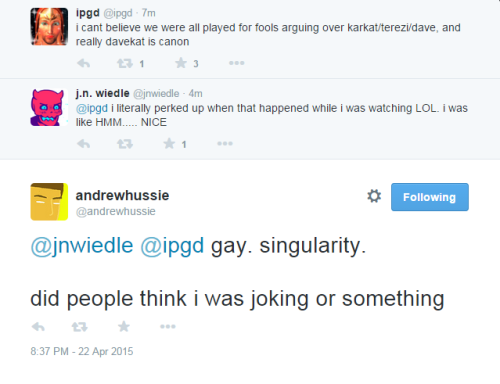 ipgd @ipgd · 7m
i cant believe we were all played for fools arguing over karkat/terezi/dave, and
really davekat is canon
1 3
j.n. wiedle @jnwiedle · 4m
@ipgd i literally perked up when that happened while i was watching LOL. i was
like HMM..... NICE
1
andrewhussie
@andrewhussie
Following
@jnwiedle @ipgd gay. singularity.
did people think i was joking or something
8:37 PM - 22 Apr 2015